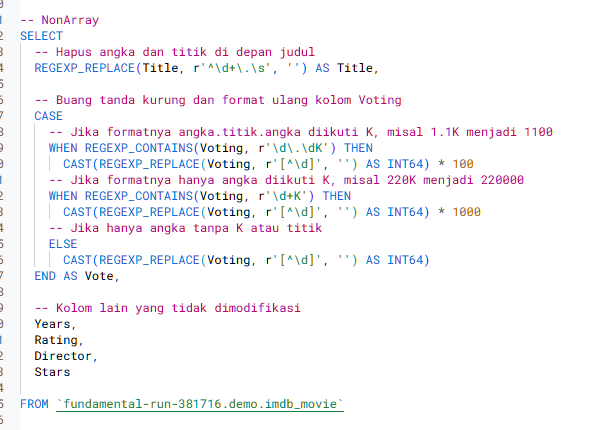 -- NonArray
SELECT
-- Hapus angka dan titik di depan judul
REGEXP_REPLACE(Title, r'^\d+\.\s', '') AS Title,
-- Buang tanda kurung dan format ulang kolom Voting
CASE
-- Jika formatnya angka.titik.angka diikuti K, misal 1.1K menjadi 1100
WHEN REGEXP_CONTAINS(Voting, r'\d\.\dK') THEN
CAST(REGEXP_REPLACE(Voting, r'[^\d]', '') AS INT64) * 100
-- Jika formatnya hanya angka diikuti K, misal 220K menjadi 220000
WHEN REGEXP_CONTAINS(Voting, r'\d+K') THEN
CAST(REGEXP_REPLACE(Voting, r'[^\d]', '') AS INT64) * 1000
-- Jika hanya angka tanpa K atau titik
ELSE
CAST(REGEXP_REPLACE(Voting, r'[^\d]', '') AS INT64)
END AS Vote,
-- Kolom lain yang tidak dimodifikasi
Years,
Rating,
Director,
Stars
FROM `fundamental-run-381716.demo.imdb_movie`